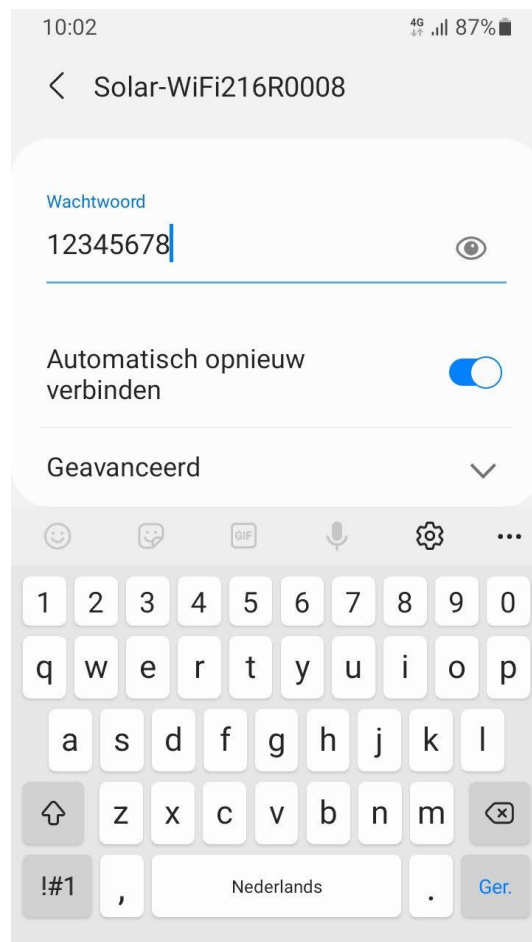 10:02 4G 87%
Solar-WiFi216R0008
Wachtwoord
12345678
Automatisch opnieuw
verbinden
Geavanceerd
GIF
1 2 3 4 5 6 7 8 9 0
q w e r t y u i o p
a s d f g h j k l
z x c v b n m
!#1 , Nederlands . Ger.